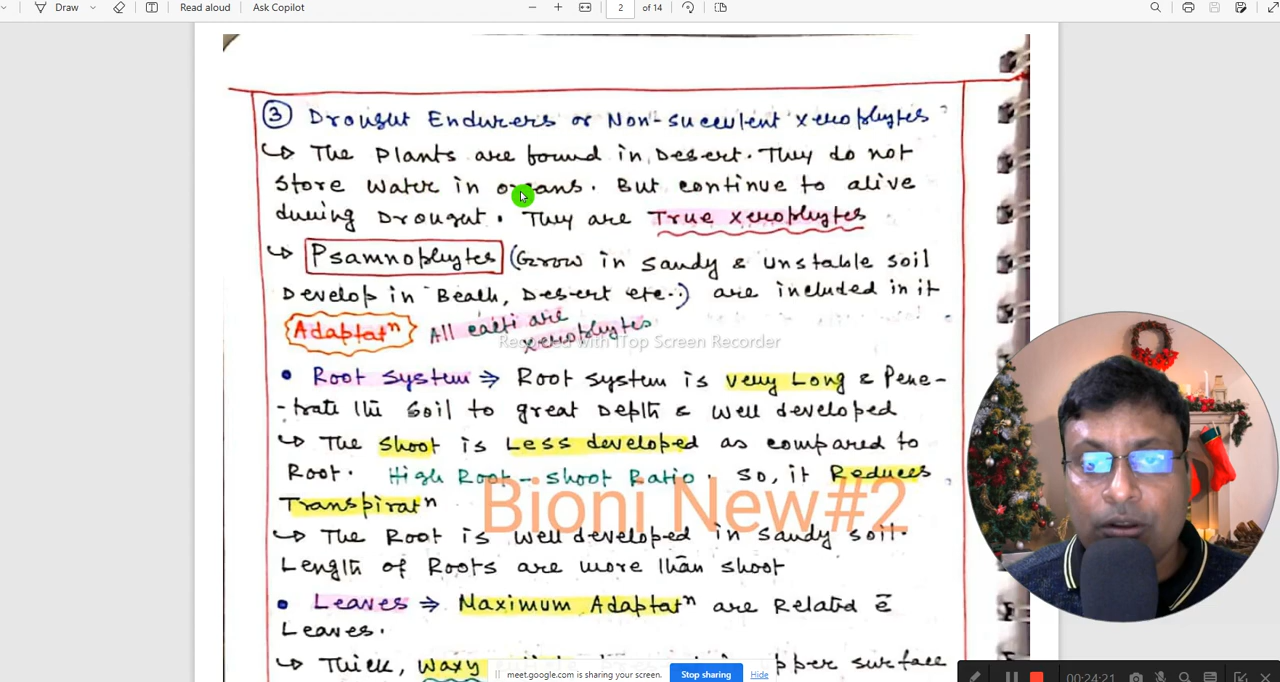 Draw
Read aloud
Ask Copilot
2
of 14
③ Drought Endurers or Non-succulent xerophytes
↳ The Plants are found in Desert. They do not
Store water in organs. But continue to alive
during Drought. They are True xerophytes
↳ Psamnophytes (Grow in sandy & unstable soil
Develop in Beach, Desert etc..) are included in it
Adaptatⁿ All cacti are
xerophytes
Recorded with iTop Screen Recorder
• Root system ⇒ Root system is very Long & Pene-
-trate the soil to great Depth & well developed
↳ The Shoot is Less developed as compared to
Root. High Root-shoot Ratio. So, it Reduces
Transpiratⁿ
Bioni New#2
↳ The Root is well developed in sandy soil.
Length of Roots are more than shoot
• Leaves ⇒ Maximum Adaptatⁿ are Related c̄
Leaves.
↳ Thick, waxy upper surface
meet.google.com is sharing your screen.
Stop sharing
Hide
00:24:21